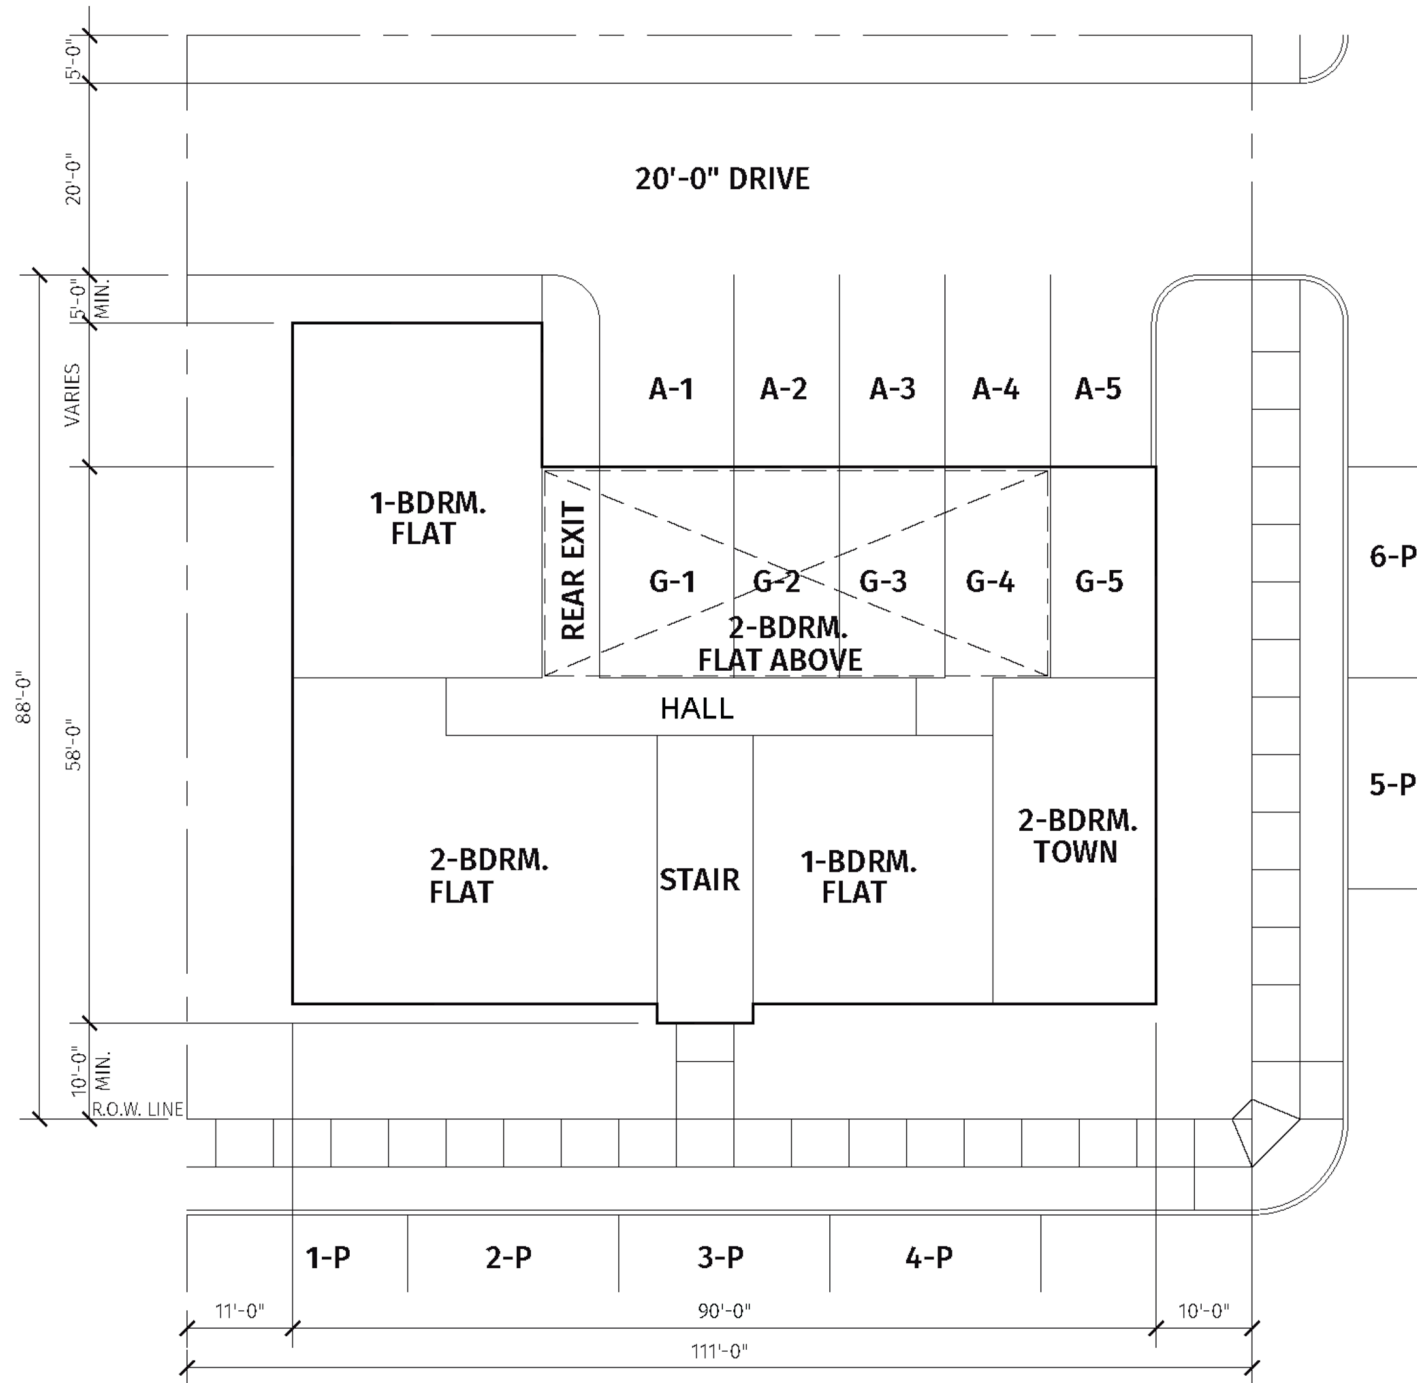 5'-0"
20'-0"
20'-0" DRIVE
5'-0"
MIN.
VARIES
A-1 A-2 A-3 A-4 A-5
1-BDRM.
FLAT
REAR EXIT
G-1 G-2 G-3 G-4 G-5
2-BDRM.
FLAT ABOVE
6-P
HALL
88'-0"
58'-0"
5-P
2-BDRM.
FLAT
STAIR
1-BDRM.
FLAT
2-BDRM.
TOWN
10'-0"
MIN.
R.O.W. LINE
1-P 2-P 3-P 4-P
11'-0" 90'-0" 10'-0"
111'-0"